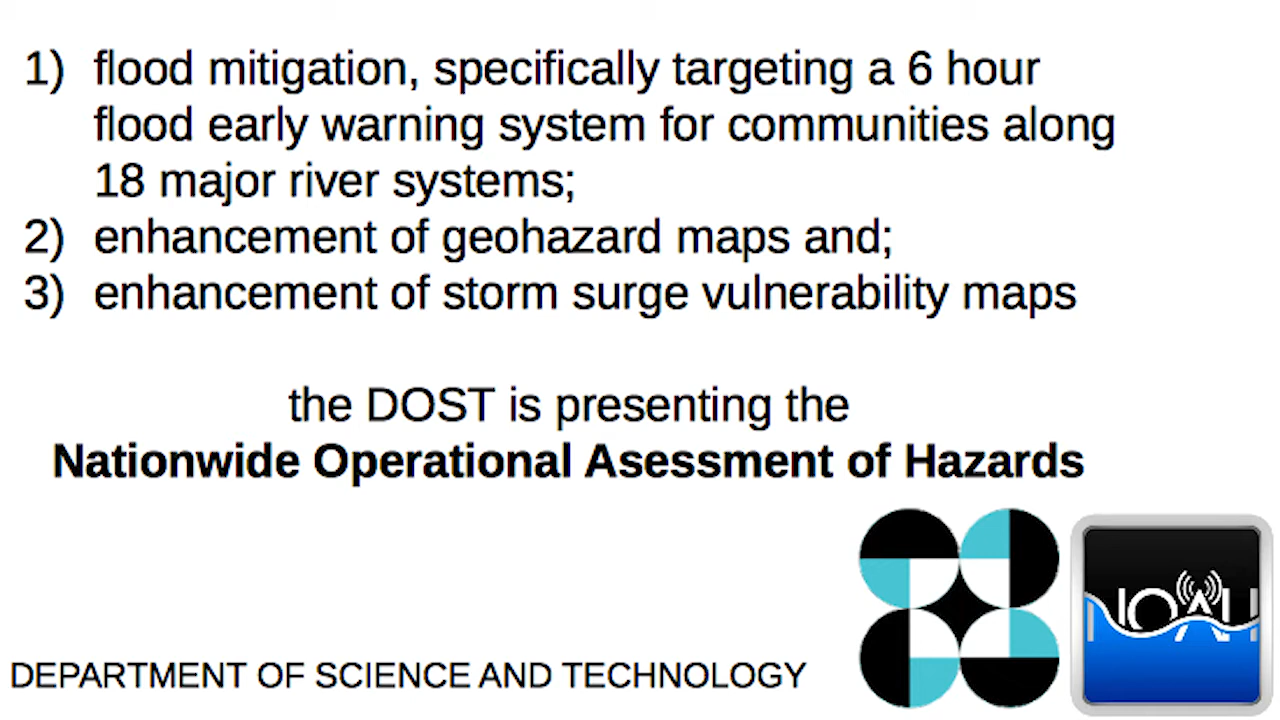 1) flood mitigation, specifically targeting a 6 hour
flood early warning system for communities along
18 major river systems;
2) enhancement of geohazard maps and;
3) enhancement of storm surge vulnerability maps
the DOST is presenting the
Nationwide Operational Asessment of Hazards
NOAH
DEPARTMENT OF SCIENCE AND TECHNOLOGY